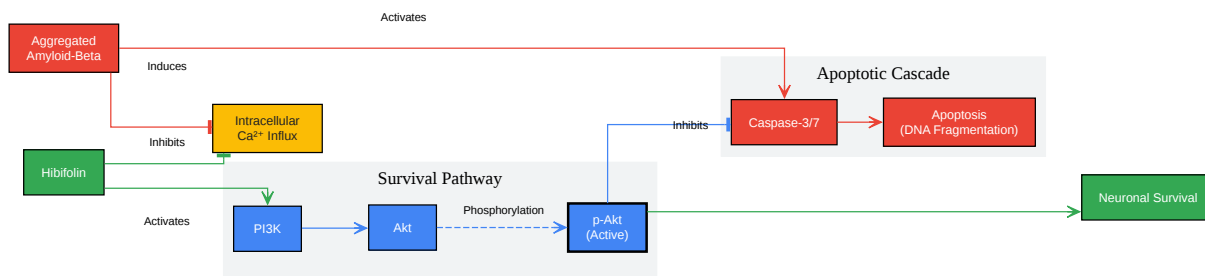 Activates
Aggregated
Amyloid-Beta
Induces
Apoptotic Cascade
Intracellular
Ca²⁺ Influx
Inhibits
Caspase-3/7
Apoptosis
(DNA Fragmentation)
Inhibits
Hibifolin
Survival Pathway
Neuronal Survival
Activates
PI3K
Akt
Phosphorylation
p-Akt
(Active)